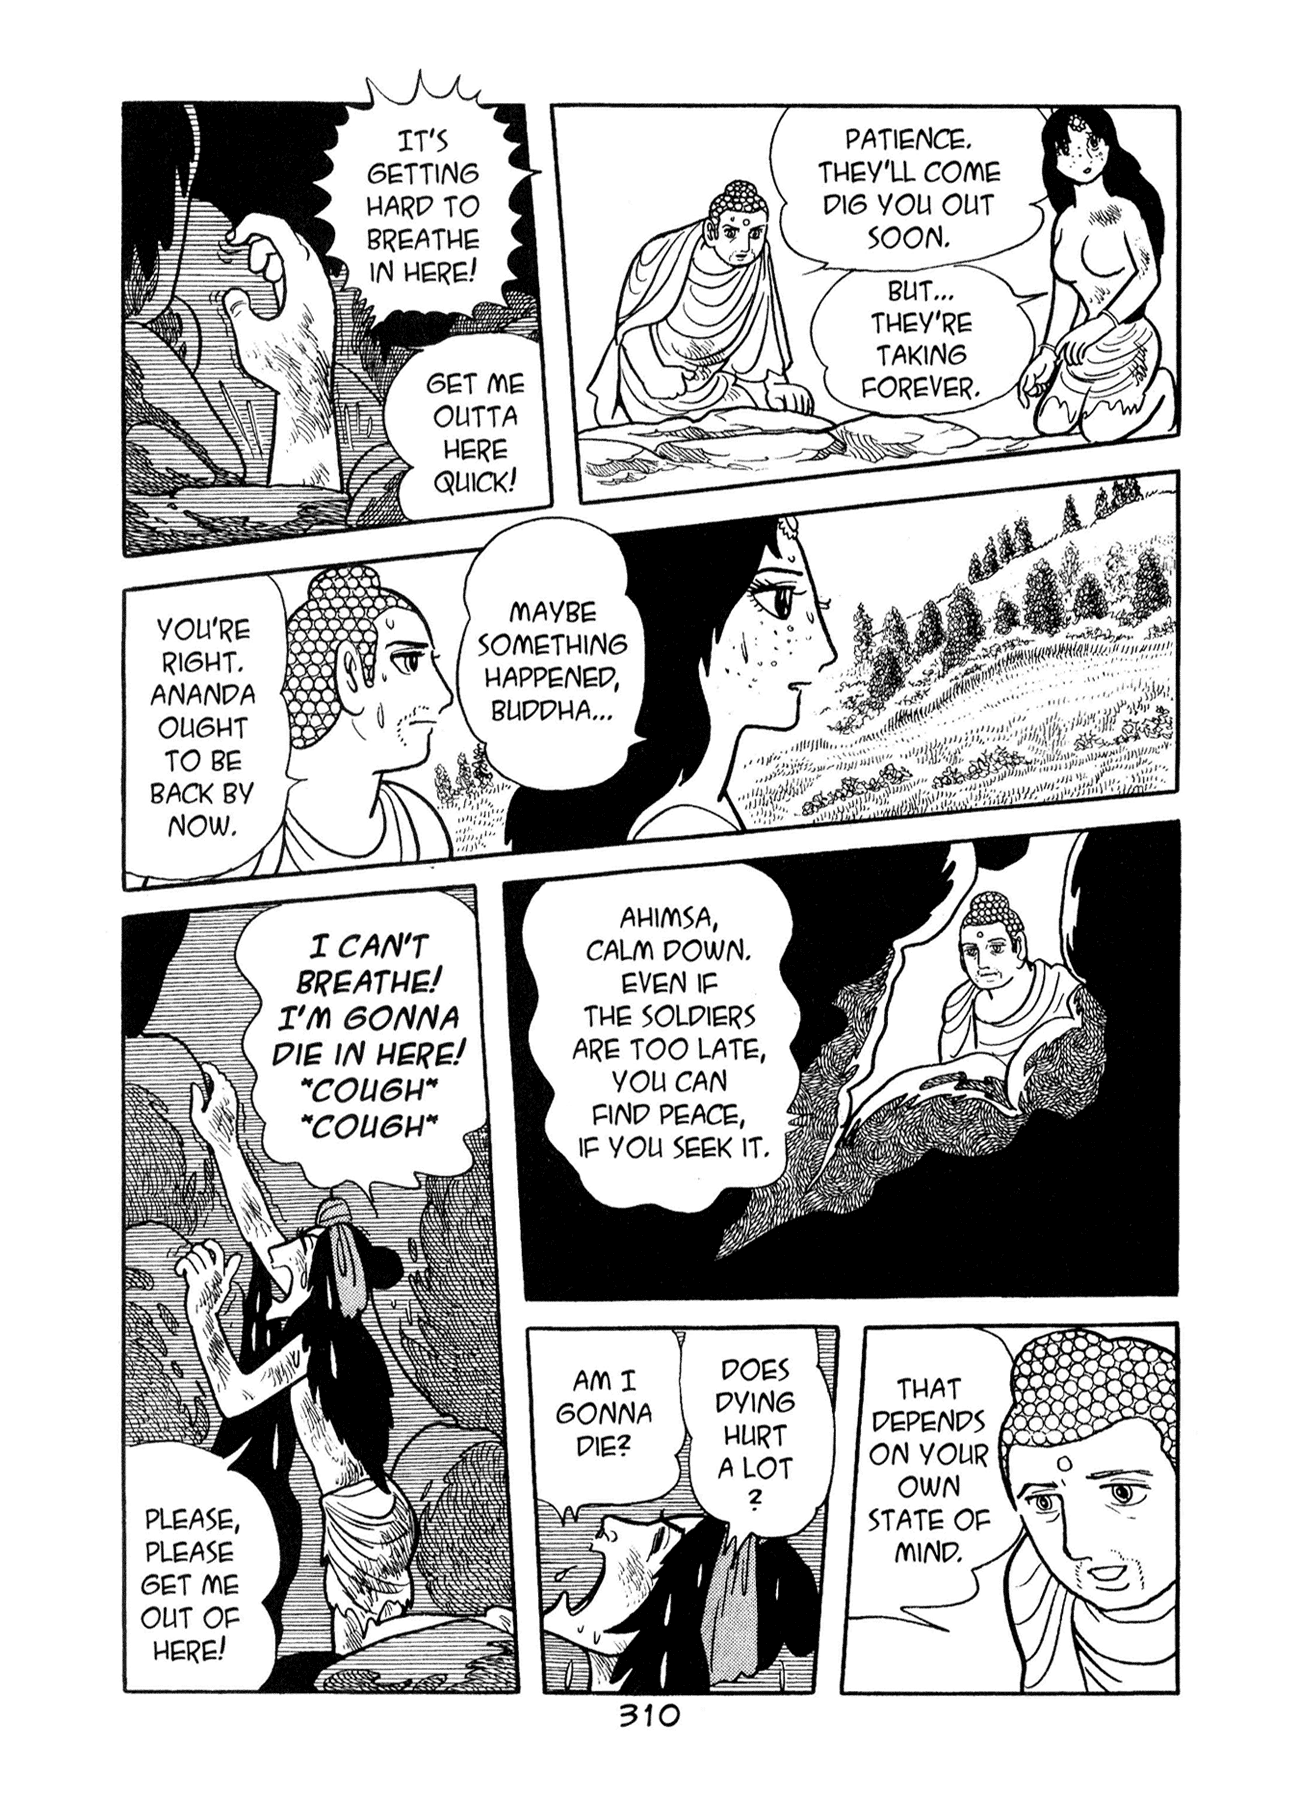 IT'S
GETTING
HARD TO
BREATHE
IN HERE!
GET ME
OUTTA
HERE
QUICK!
PATIENCE.
THEY'LL COME
DIG YOU OUT
SOON.
BUT...
THEY'RE
TAKING
FOREVER.
YOU'RE
RIGHT.
ANANDA
OUGHT
TO BE
BACK BY
NOW.
MAYBE
SOMETHING
HAPPENED,
BUDDHA...
I CAN'T
BREATHE!
I'M GONNA
DIE IN HERE!
*COUGH*
*COUGH*
PLEASE,
PLEASE
GET ME
OUT OF
HERE!
AHIMSA,
CALM DOWN.
EVEN IF
THE SOLDIERS
ARE TOO LATE,
YOU CAN
FIND PEACE,
IF YOU SEEK IT.
AM I
GONNA
DIE?
DOES
DYING
HURT
A LOT
?
THAT
DEPENDS
ON YOUR
OWN
STATE OF
MIND.
310